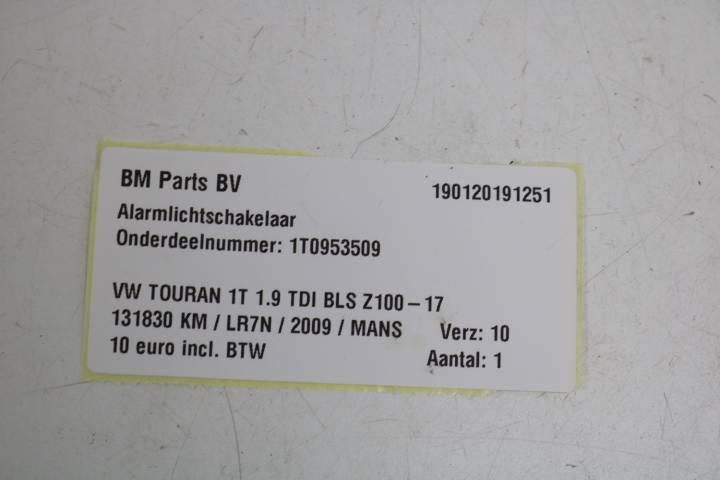 BM Parts BV 190120191251
Alarmlichtschakelaar
Onderdeelnummer: 1T0953509
VW TOURAN 1T 1.9 TDI BLS Z100-17
131830 KM / LR7N / 2009 / MANS Verz: 10
10 euro incl. BTW Aantal: 1